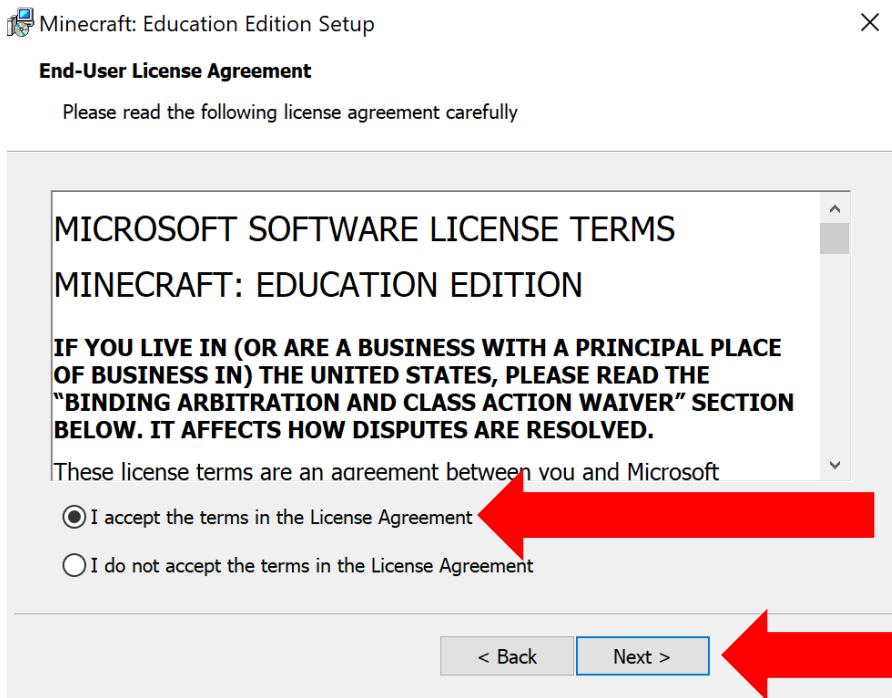 Minecraft: Education Edition Setup
End-User License Agreement
Please read the following license agreement carefully
MICROSOFT SOFTWARE LICENSE TERMS
MINECRAFT: EDUCATION EDITION
IF YOU LIVE IN (OR ARE A BUSINESS WITH A PRINCIPAL PLACE
OF BUSINESS IN) THE UNITED STATES, PLEASE READ THE
“BINDING ARBITRATION AND CLASS ACTION WAIVER” SECTION
BELOW. IT AFFECTS HOW DISPUTES ARE RESOLVED.
These license terms are an agreement between you and Microsoft
I accept the terms in the License Agreement
I do not accept the terms in the License Agreement
< Back Next >